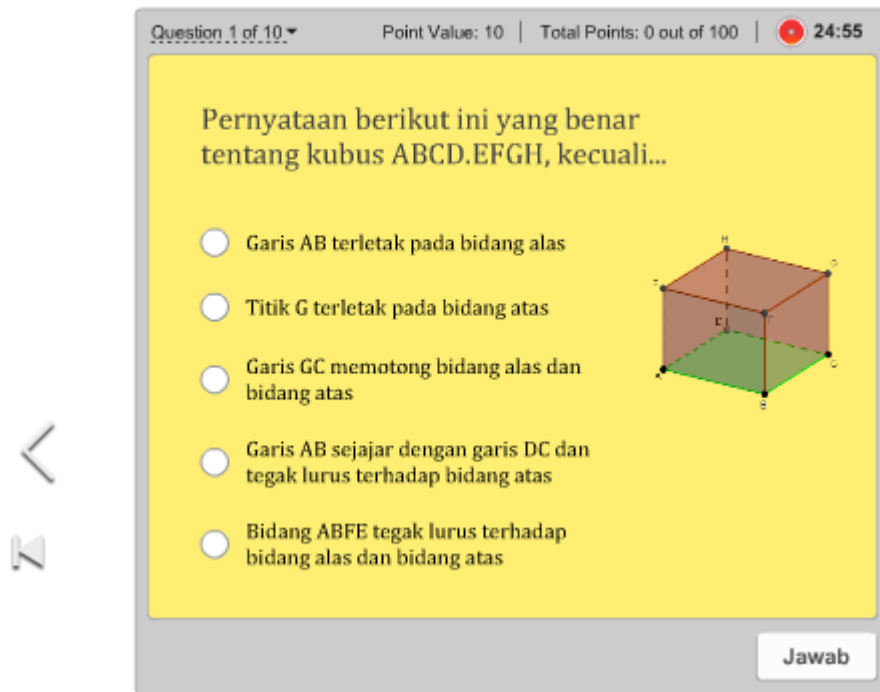 Question 1 of 10
Point Value: 10 | Total Points: 0 out of 100 | 24:55
Pernyataan berikut ini yang benar
tentang kubus ABCD.EFGH, kecuali...
Garis AB terletak pada bidang alas
Titik G terletak pada bidang atas
Garis GC memotong bidang alas dan
bidang atas
Garis AB sejajar dengan garis DC dan
tegak lurus terhadap bidang atas
Bidang ABFE tegak lurus terhadap
bidang alas dan bidang atas
H
A
B
Jawab